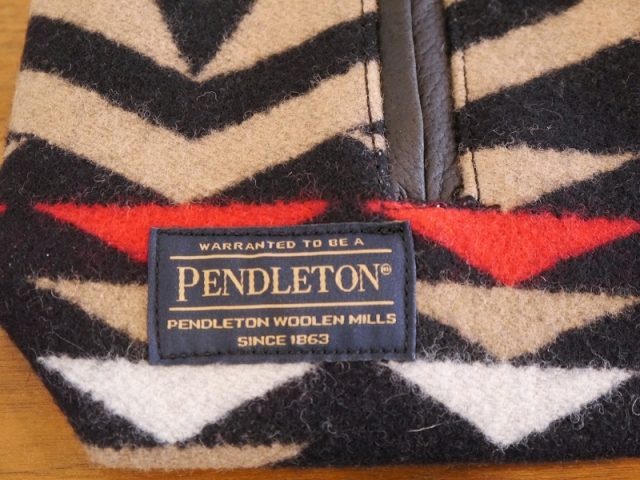 WARRANTED TO BE A
PENDLETON®
PENDLETON WOOLEN MILLS
SINCE 1863